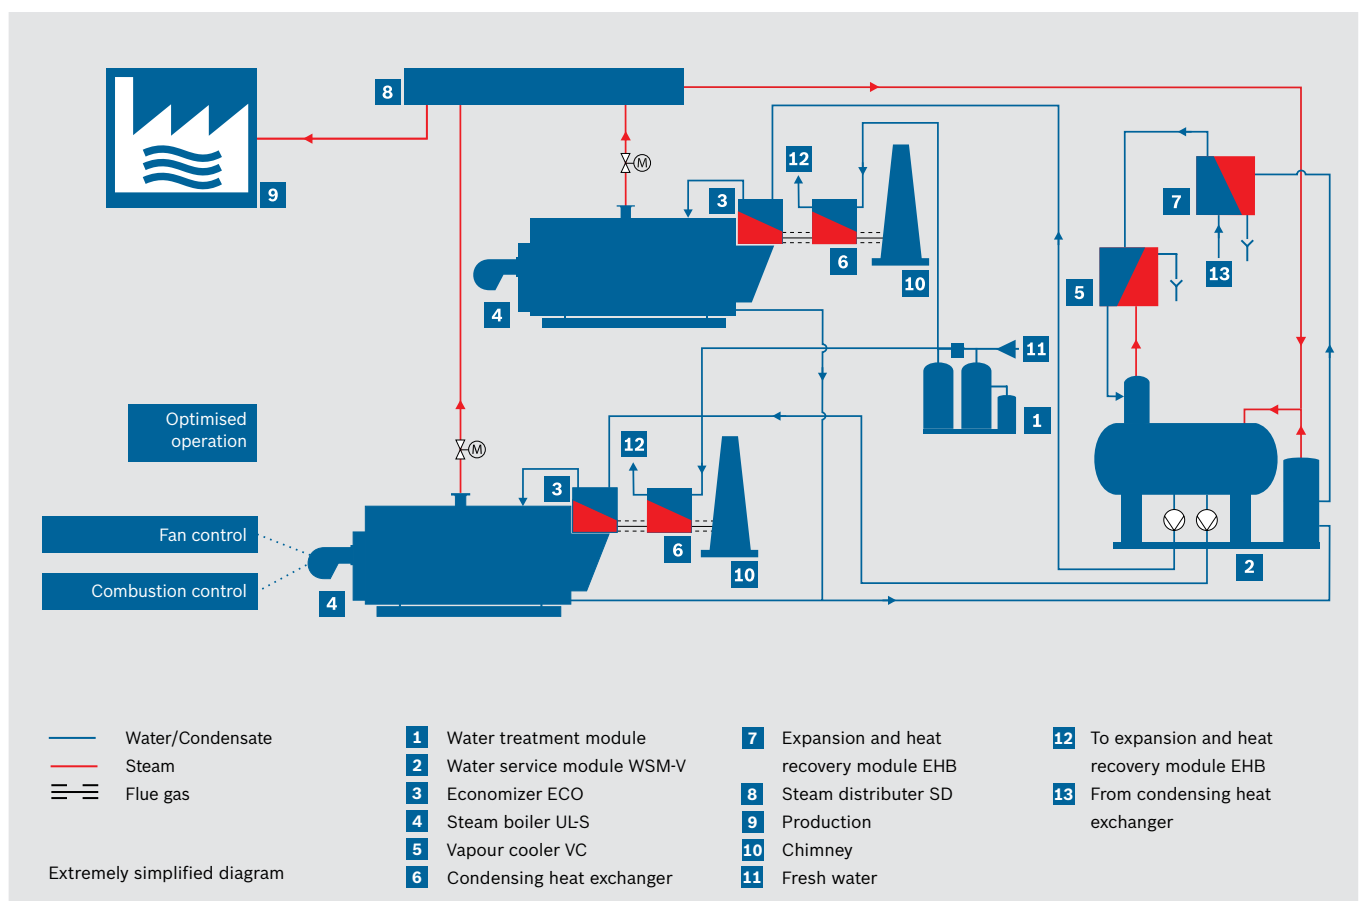 8
9
M
12
3
7
6
13
10
5
4
11
1
Optimised
operation
M
12
3
Fan control
6
2
10
Combustion control
4
Water/Condensate
Steam
Flue gas
Extremely simplified diagram
1 Water treatment module
2 Water service module WSM-V
3 Economizer ECO
4 Steam boiler UL-S
5 Vapour cooler VC
6 Condensing heat exchanger
7 Expansion and heat
recovery module EHB
8 Steam distributer SD
9 Production
10 Chimney
11 Fresh water
12 To expansion and heat
recovery module EHB
13 From condensing heat
exchanger